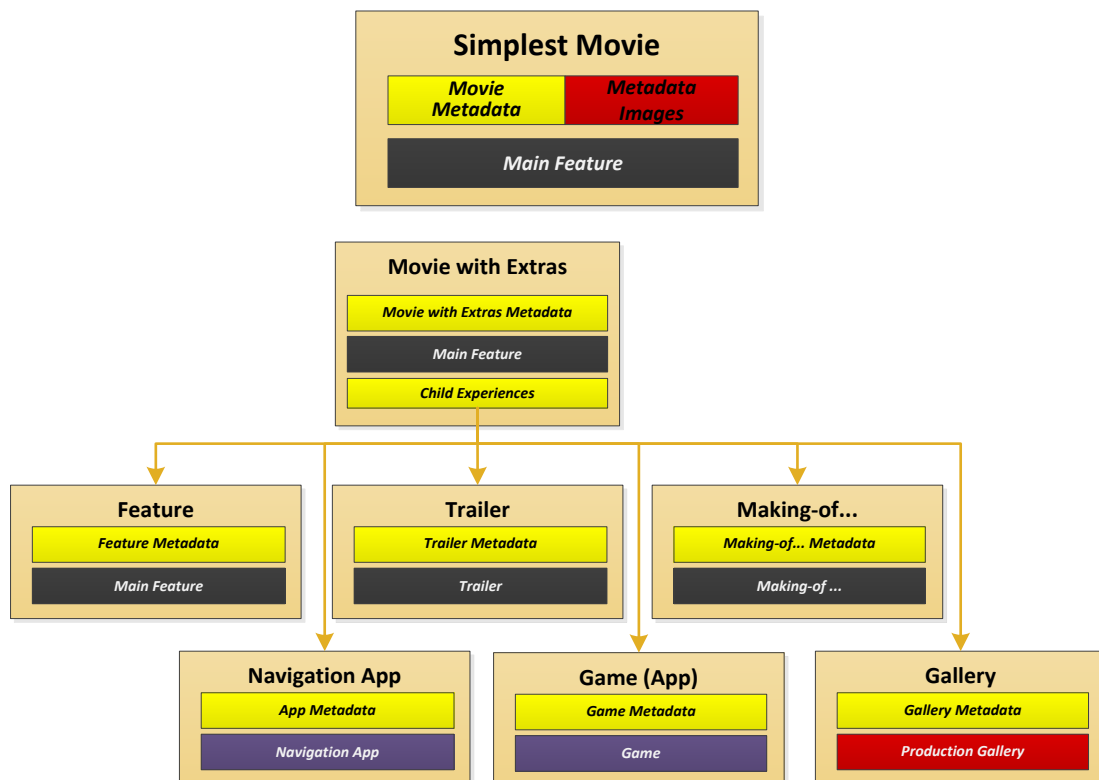 Simplest Movie
Movie
Metadata
Metadata
Images
Main Feature
Movie with Extras
Movie with Extras Metadata
Main Feature
Child Experiences
Feature
Feature Metadata
Main Feature
Trailer
Trailer Metadata
Trailer
Making-of...
Making-of... Metadata
Making-of ...
Navigation App
App Metadata
Navigation App
Game (App)
Game Metadata
Game
Gallery
Gallery Metadata
Production Gallery